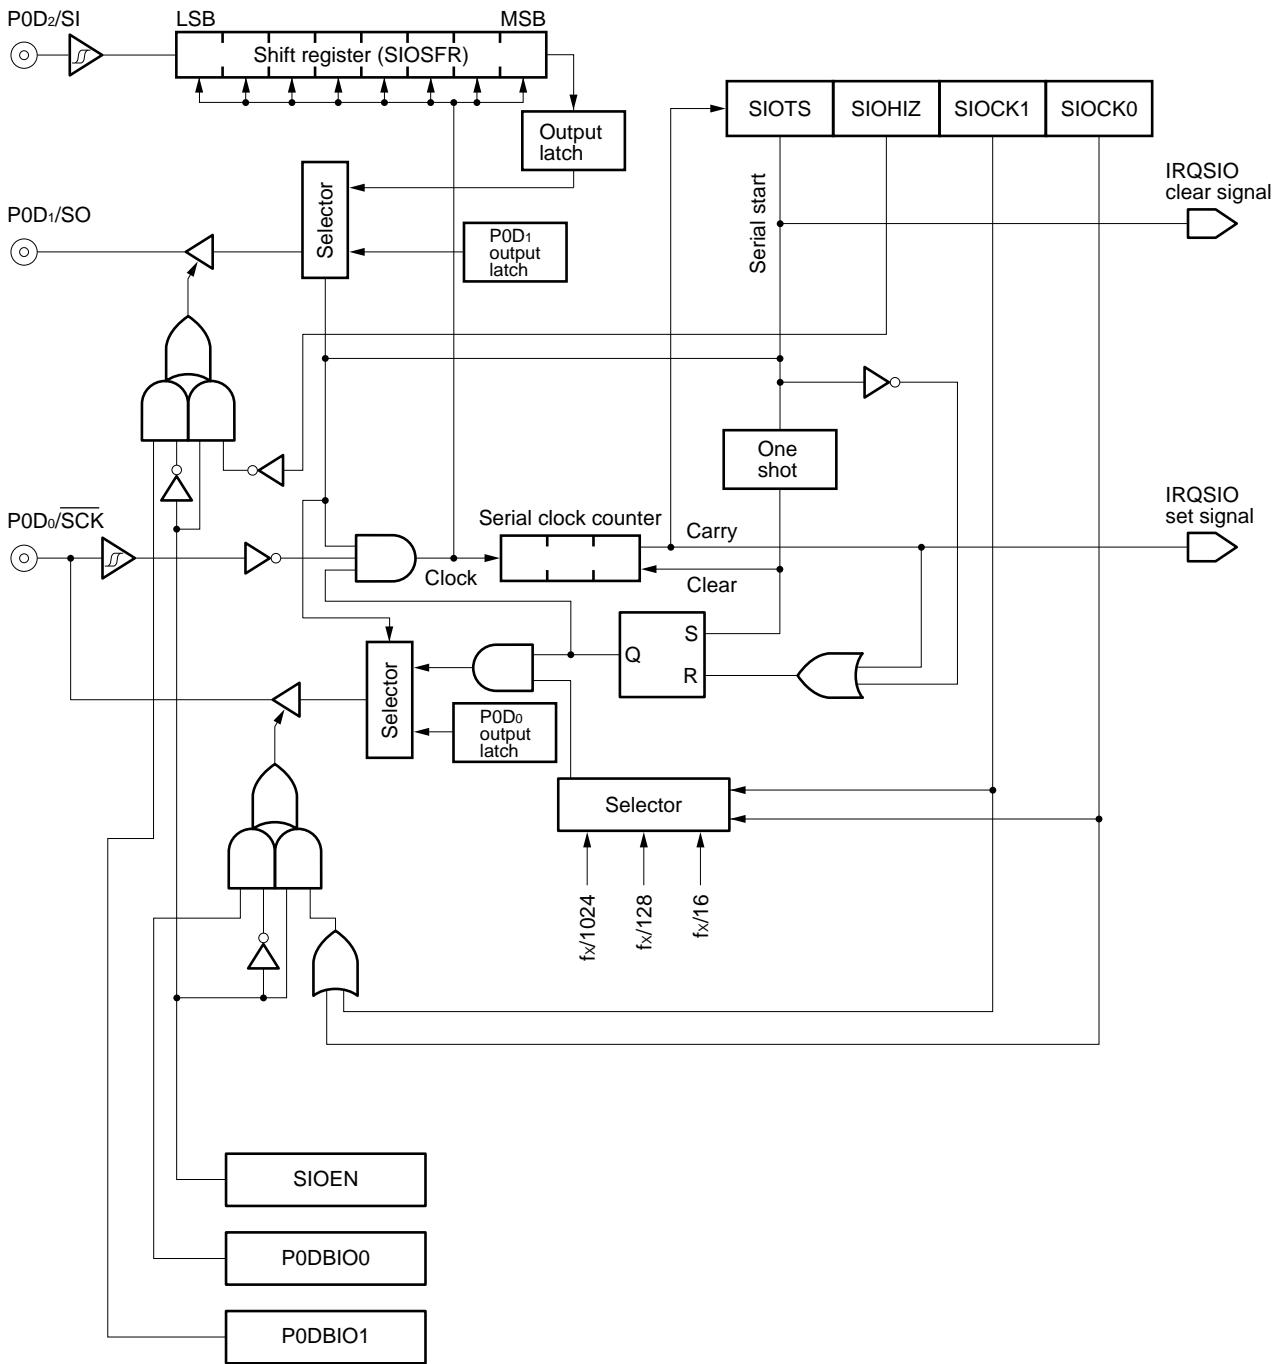 P0D₂/SI
LSB
MSB
Shift register (SIOSFR)
SIOTS
SIOHIZ
SIOCK1
SIOCK0
Output
latch
Selector
P0D₁/SO
P0D₁
output
latch
Serial start
IRQSIO
clear signal
One
shot
P0D₀/S̅C̅K̅
Serial clock counter
Carry
IRQSIO
set signal
Clock
Clear
S
Q
R
Selector
P0D₀
output
latch
Selector
fx/1024
fx/128
fx/16
SIOEN
P0DBIO0
P0DBIO1